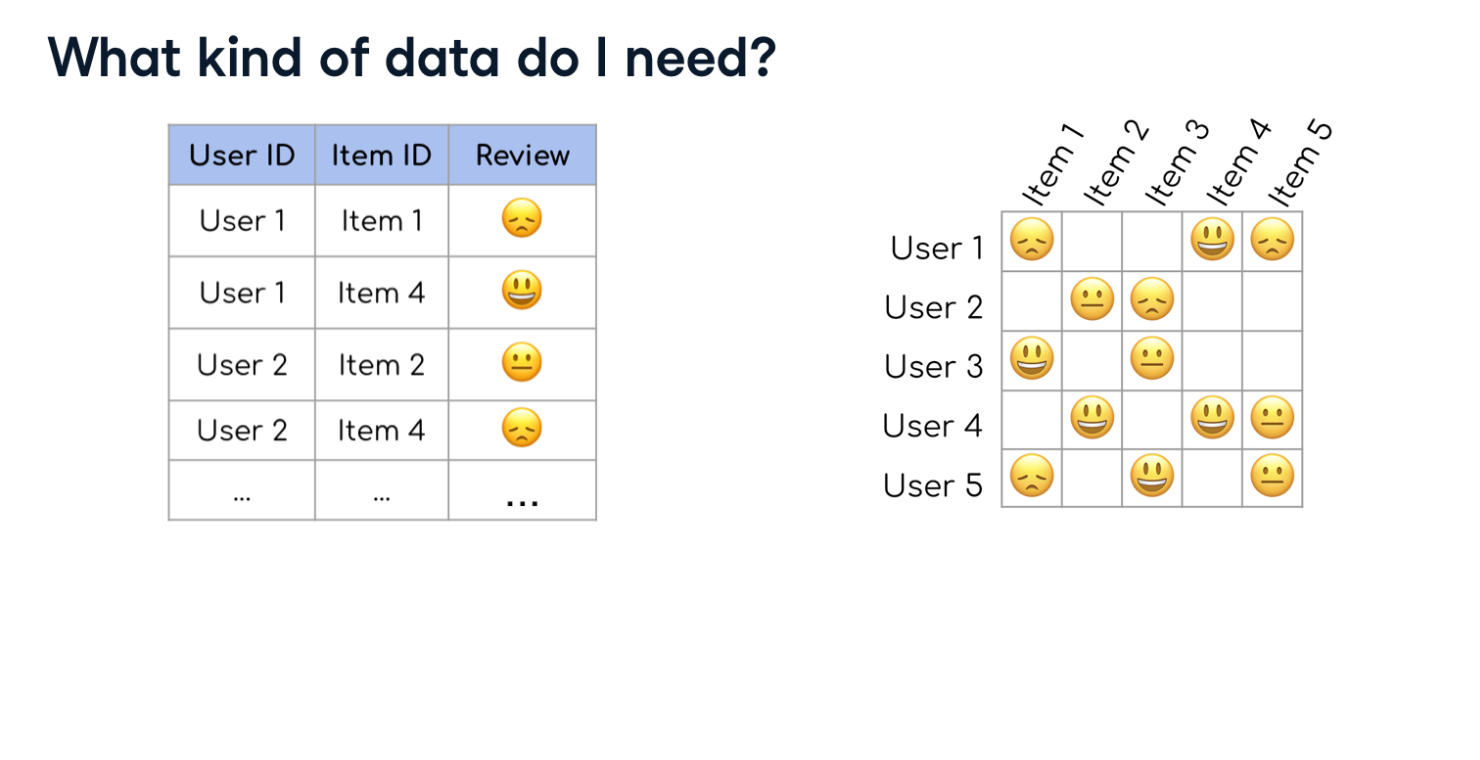 What kind of data do I need?
User ID Item ID Review
User 1 Item 1 😞
User 1 Item 4 😃
User 2 Item 2 😐
User 2 Item 4 😞
... ... ...
Item 1 Item 2 Item 3 Item 4 Item 5
User 1 😞 😃 😞
User 2 😐 😞
User 3 😃 😐
User 4 😃 😃 😐
User 5 😞 😃 😐